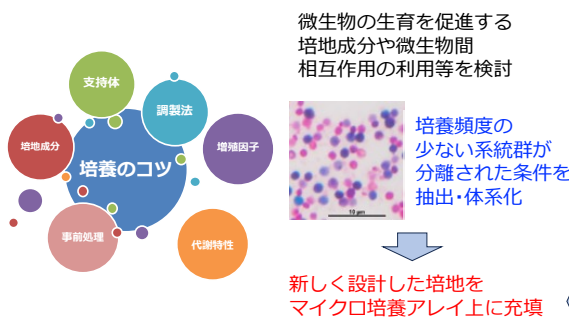 支持体
調製法
培地成分
増殖因子
培養のコツ
事前処理
代謝特性
微生物の生育を促進する
培地成分や微生物間
相互作用の利用等を検討
培養頻度の
少ない系統群が
分離された条件を
抽出・体系化
10 μm
新しく設計した培地を
マイクロ培養アレイ上に充填